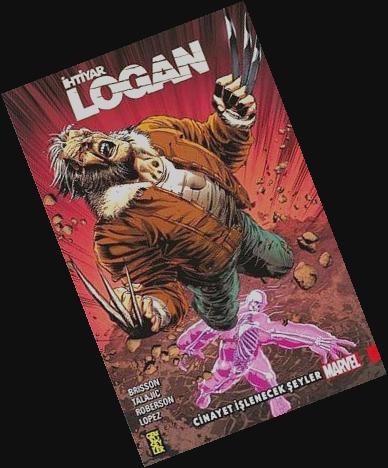 İHTİYAR
LOGAN
BRISSON
TALAJIC
ROBERSON
LOPEZ
CİNAYET İŞLENECEK ŞEYLER
MARVEL